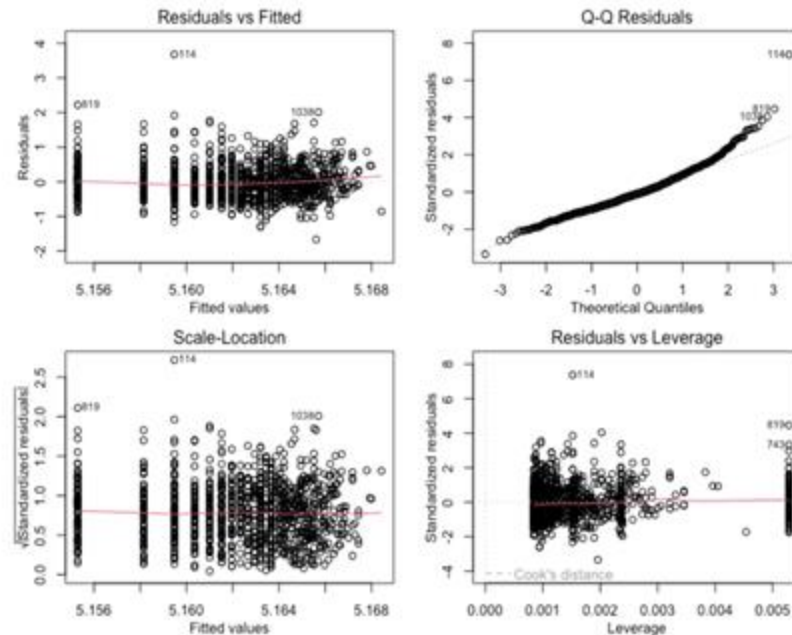 Residuals vs Fitted
Residuals
4
3
2
1
0
-1
-2
114
819
1038
5.156 5.160 5.164 5.168
Fitted values
Q-Q Residuals
Standardized residuals
8
6
4
2
0
-2
114
819
1038
-3 -2 -1 0 1 2 3
Theoretical Quantiles
Scale-Location
√|Standardized residuals|
2.5
2.0
1.5
1.0
0.5
0.0
114
819
1038
5.156 5.160 5.164 5.168
Fitted values
Residuals vs Leverage
Standardized residuals
8
6
4
2
0
-2
-4
114
819
743
Cook's distance
0.000 0.001 0.002 0.003 0.004 0.005
Leverage